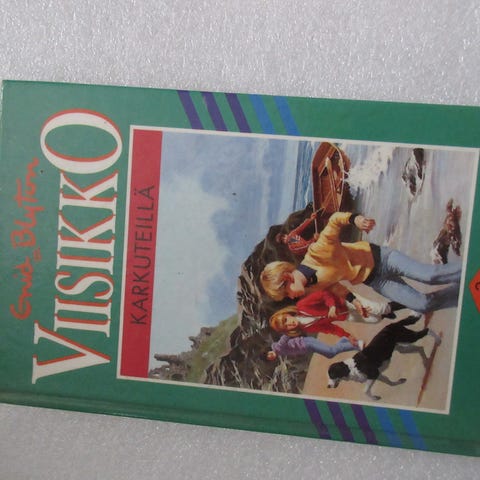 Enid Blyton
VIISIKKO
KARKUTEILLÄ